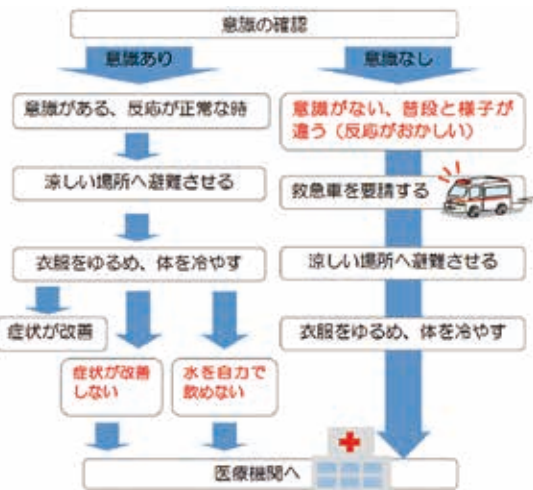 意識の確認
意識あり
意識なし
意識がある、反応が正常な時
涼しい場所へ避難させる
衣服をゆるめ、体を冷やす
症状が改善
症状が改善
しない
水を自力で
飲めない
意識がない、普段と様子が
違う（反応がおかしい）
救急車を要請する
涼しい場所へ避難させる
衣服をゆるめ、体を冷やす
医療機関へ